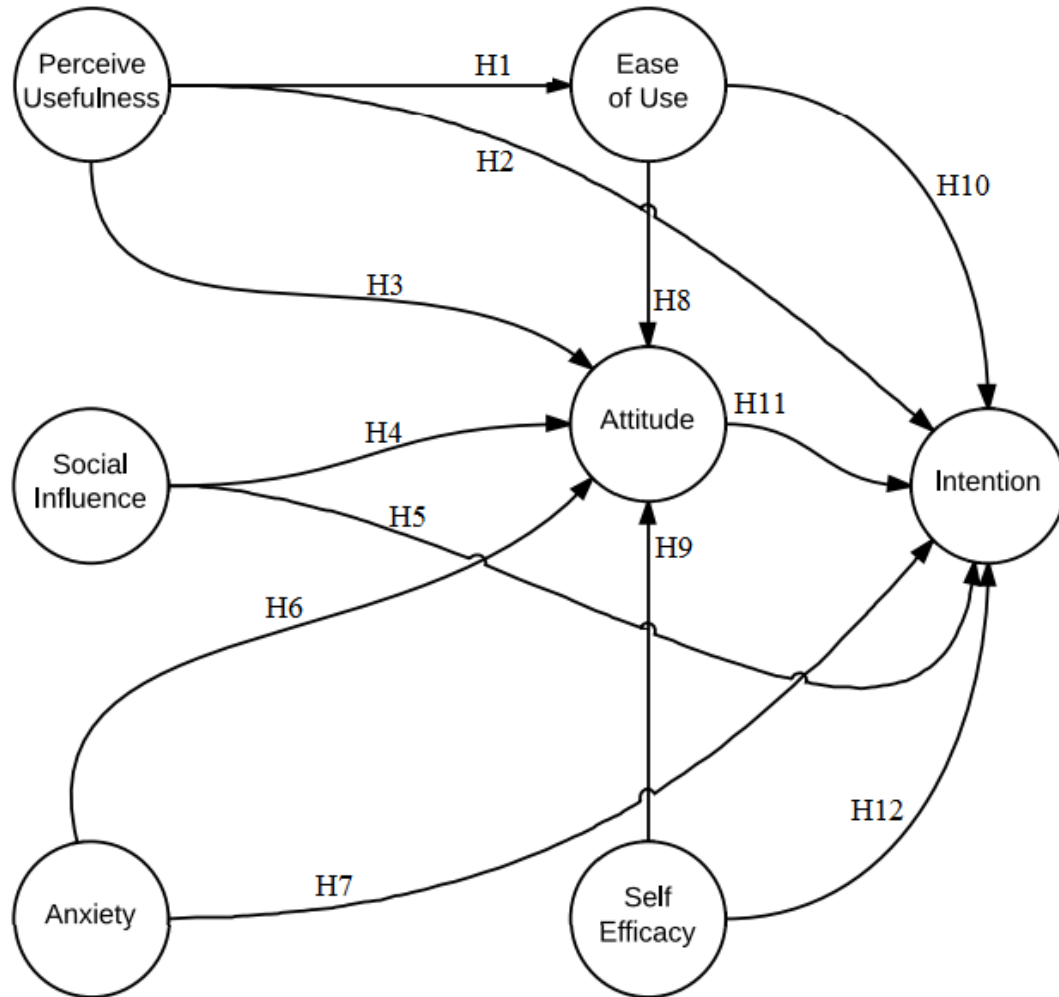 Perceive
Usefulness
H1
Ease
of Use
H2
H10
H3
H8
Attitude
H11
H4
Social
Influence
Intention
H5
H9
H6
H7
H12
Anxiety
Self
Efficacy